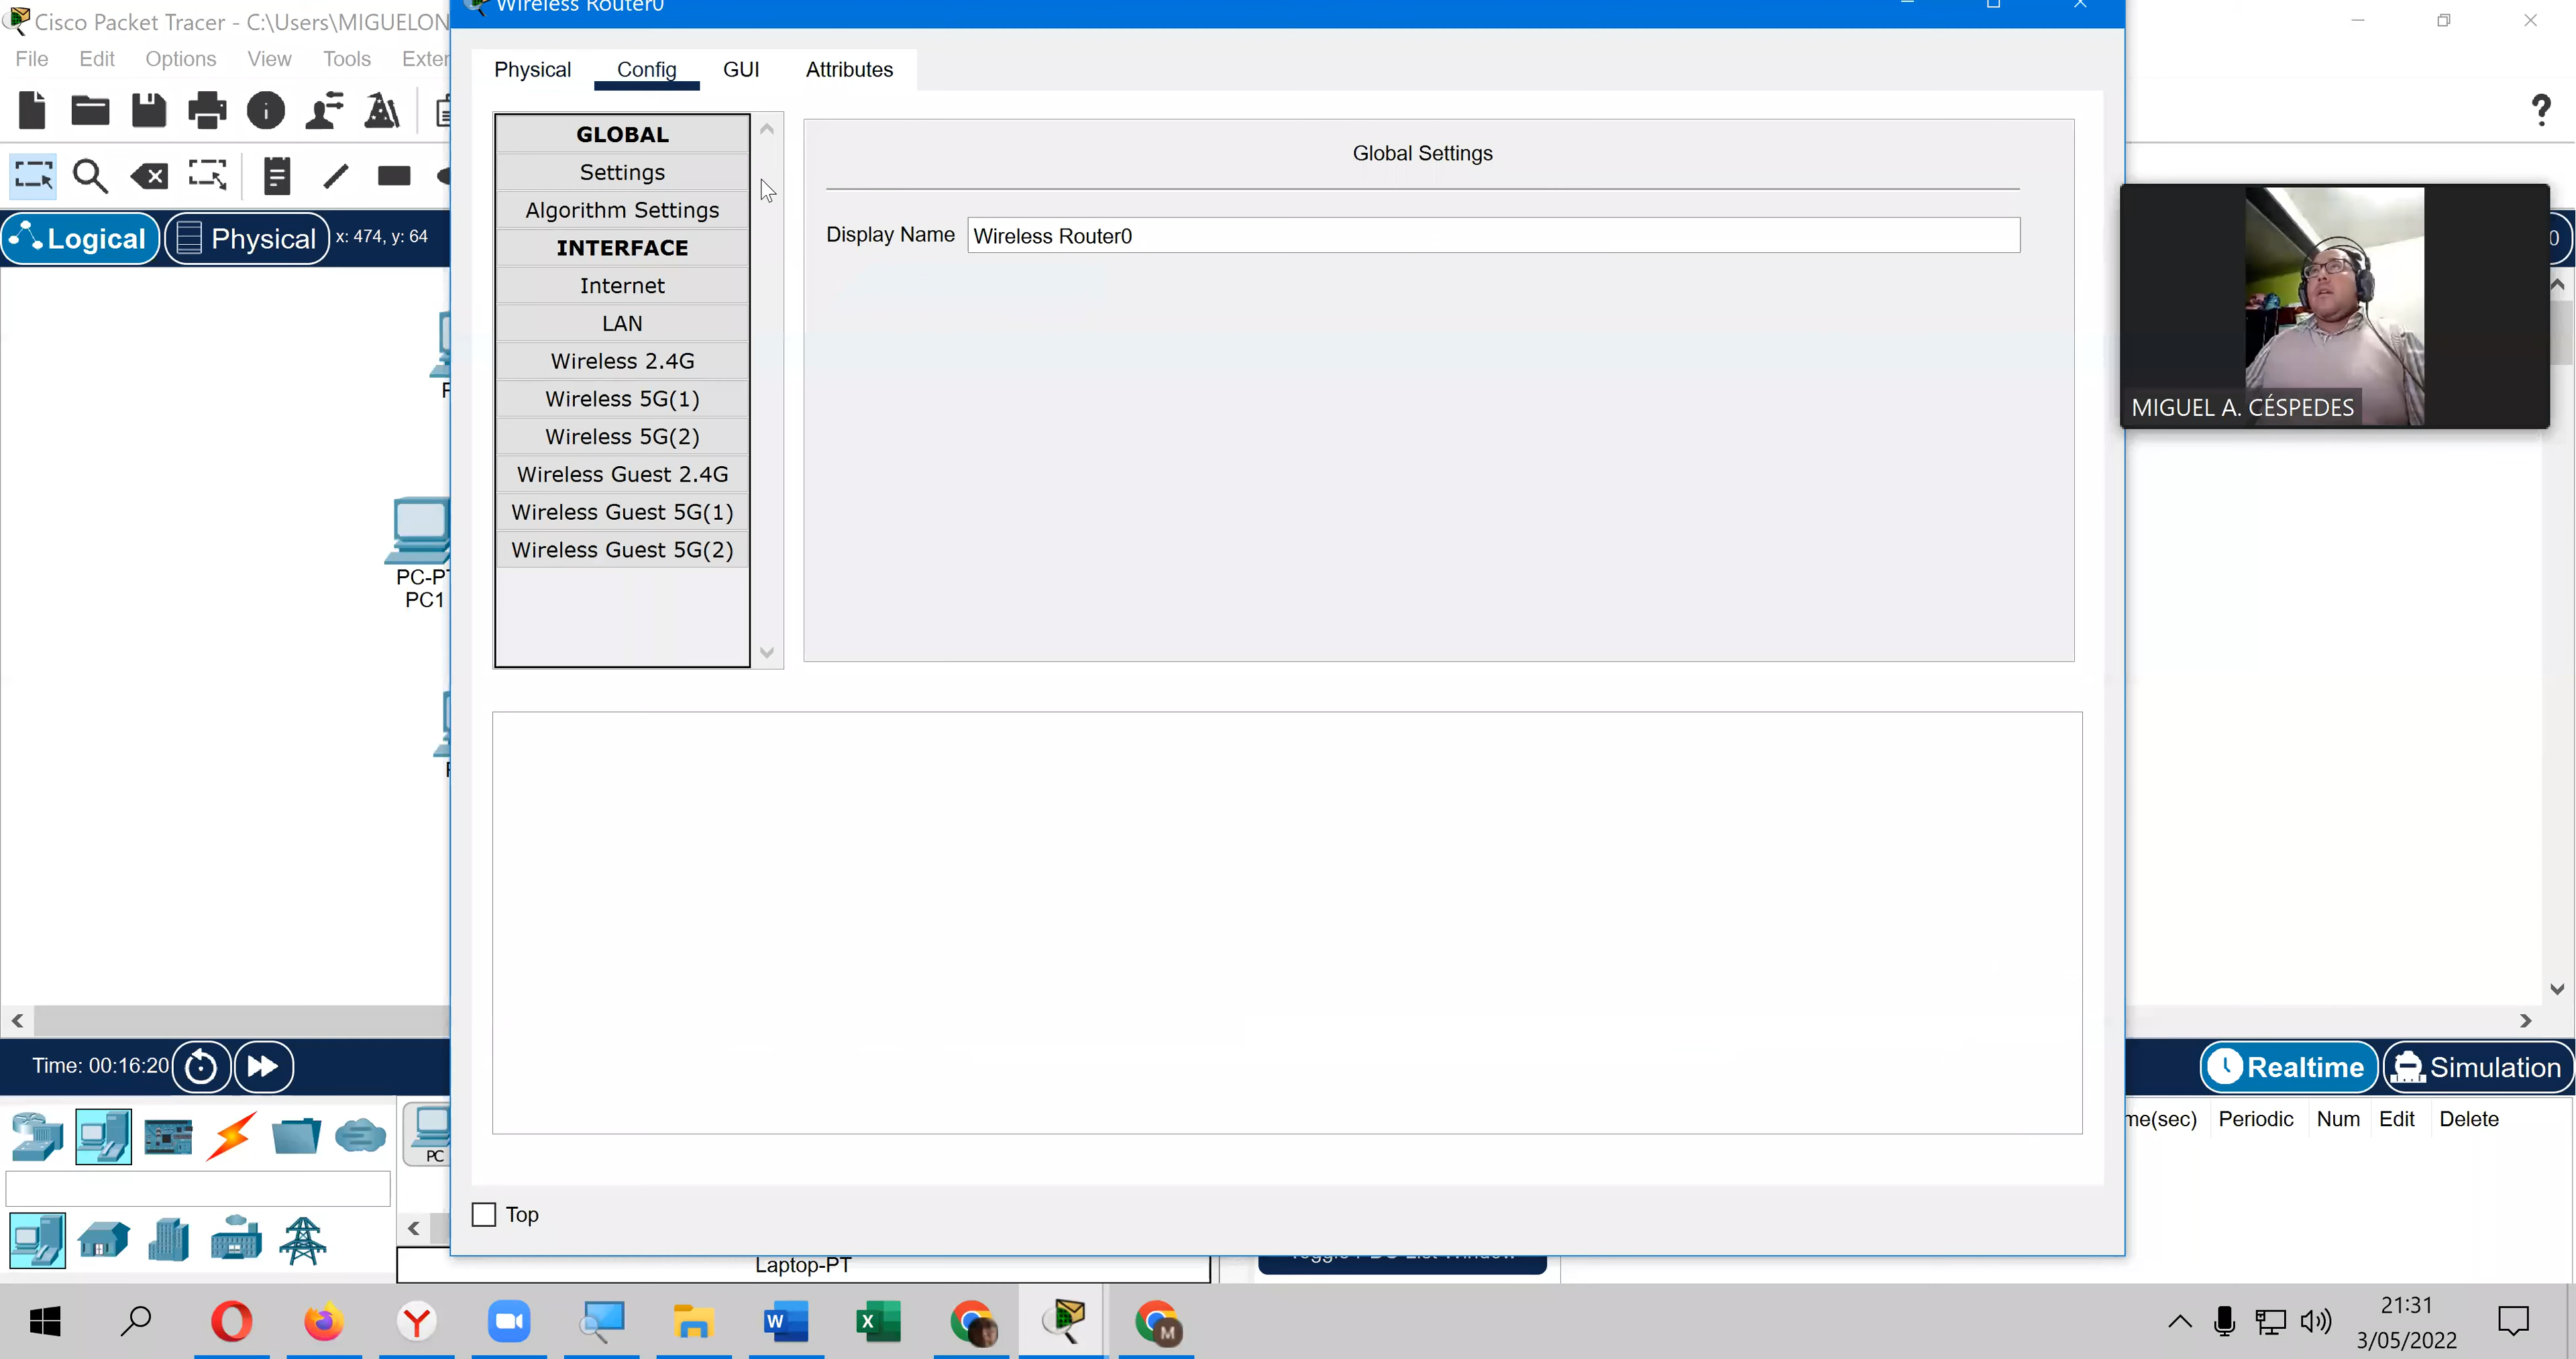 Cisco Packet Tracer - C:\Users\MIGUELON
Wireless Router0
File Edit Options View Tools Exter
Physical Config GUI Attributes
GLOBAL
Settings
Algorithm Settings
INTERFACE
Internet
LAN
Wireless 2.4G
Wireless 5G(1)
Wireless 5G(2)
Wireless Guest 2.4G
Wireless Guest 5G(1)
Wireless Guest 5G(2)
Global Settings
Display Name Wireless Router0
Logical Physical x: 474, y: 64
MIGUEL A. CÉSPEDES
PC-PT
PC1
Time: 00:16:20
Realtime Simulation
me(sec) Periodic Num Edit Delete
PC
Top
Laptop-PT
21:31
3/05/2022